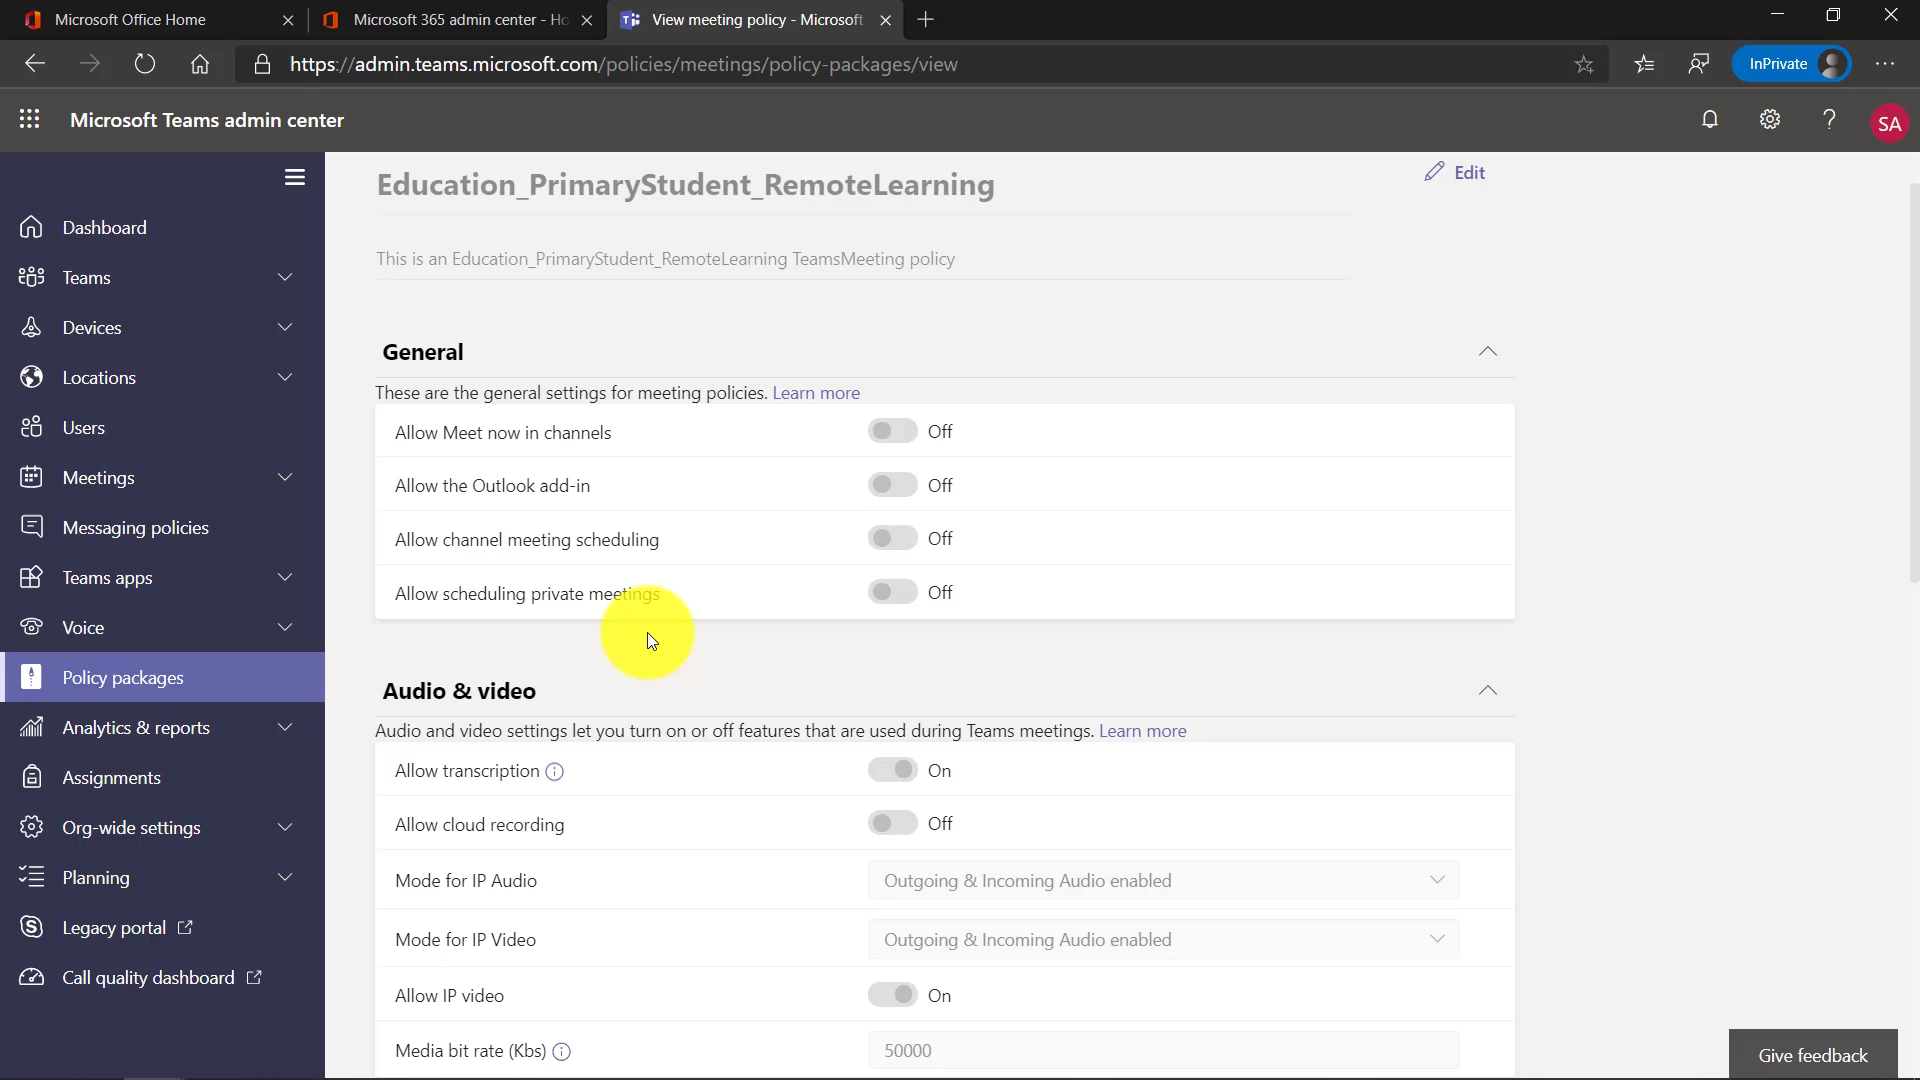 Microsoft Office Home
Microsoft 365 admin center - Ho
View meeting policy - Microsoft
https://admin.teams.microsoft.com/policies/meetings/policy-packages/view
InPrivate
Microsoft Teams admin center
SA
Dashboard
Teams
Devices
Locations
Users
Meetings
Messaging policies
Teams apps
Voice
Policy packages
Analytics & reports
Assignments
Org-wide settings
Planning
Legacy portal
Call quality dashboard
Education_PrimaryStudent_RemoteLearning
Edit
This is an Education_PrimaryStudent_RemoteLearning TeamsMeeting policy
General
These are the general settings for meeting policies. Learn more
Allow Meet now in channels Off
Allow the Outlook add-in Off
Allow channel meeting scheduling Off
Allow scheduling private meetings Off
Audio & video
Audio and video settings let you turn on or off features that are used during Teams meetings. Learn more
Allow transcription On
Allow cloud recording Off
Mode for IP Audio Outgoing & Incoming Audio enabled
Mode for IP Video Outgoing & Incoming Audio enabled
Allow IP video On
Media bit rate (Kbs) 50000
Give feedback